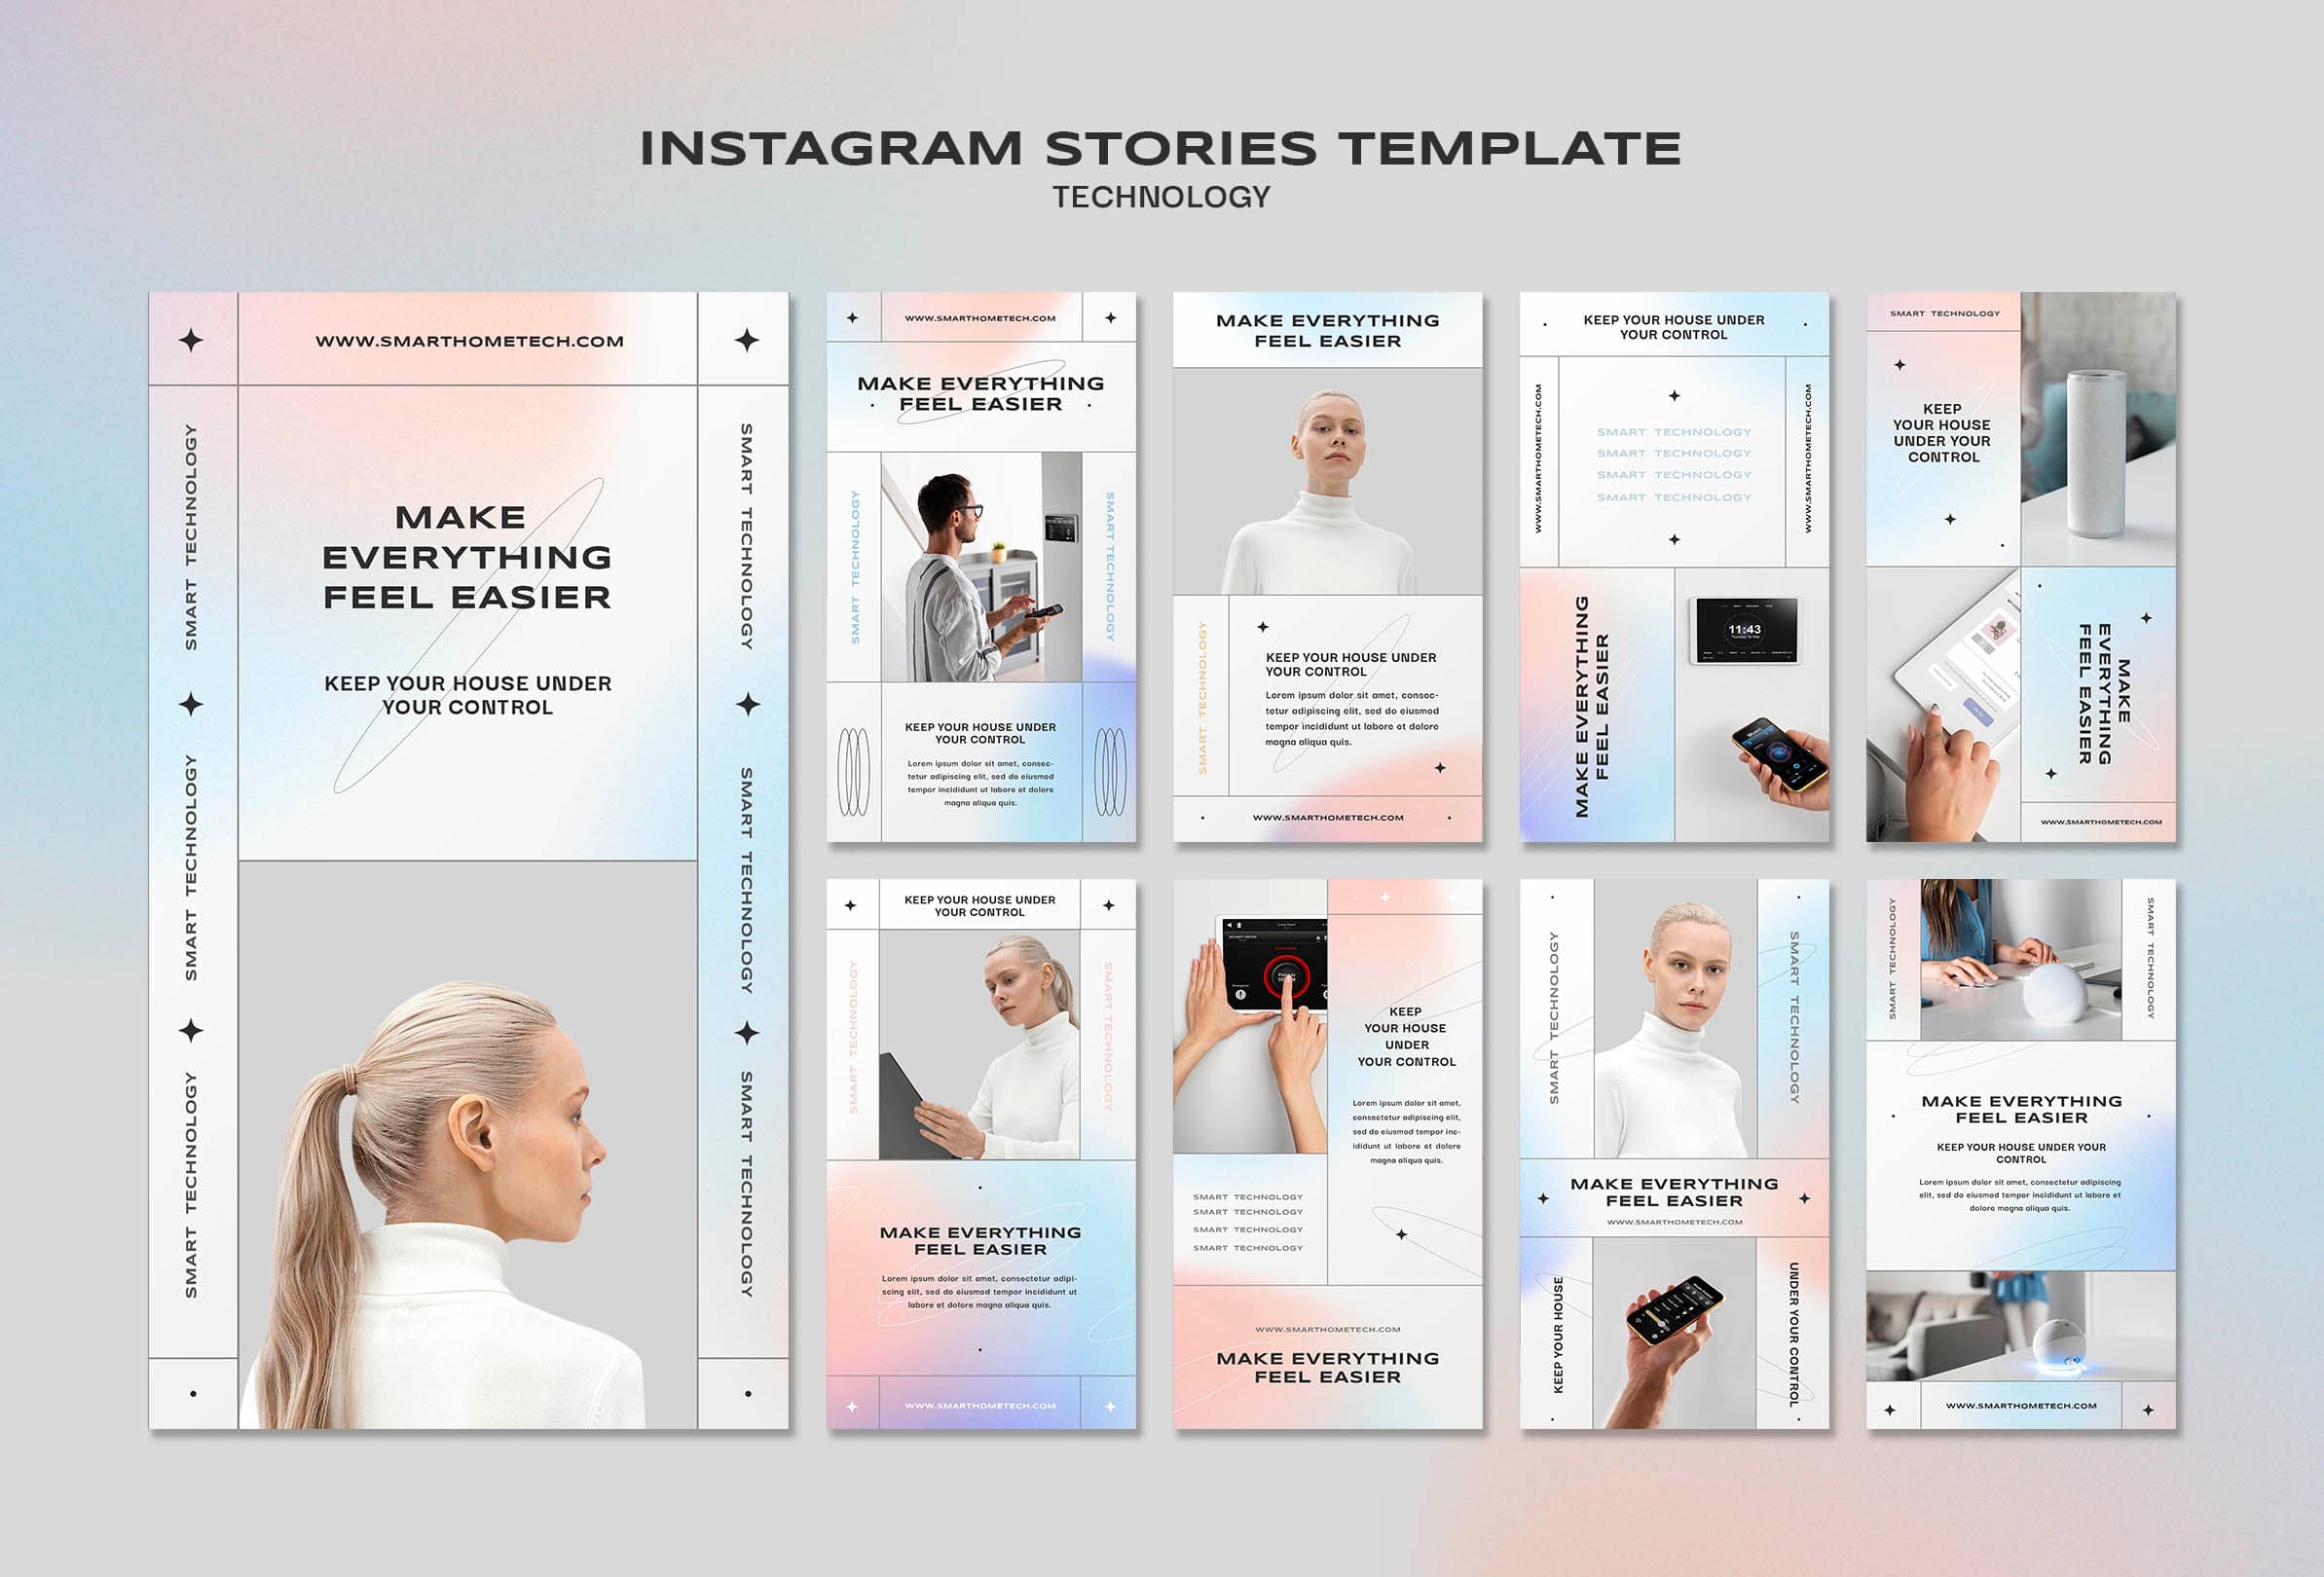 INSTAGRAM STORIES TEMPLATE
TECHNOLOGY
WWW.SMARTHOMETECH.COM
SMART TECHNOLOGY
SMART TECHNOLOGY
SMART TECHNOLOGY
MAKE
EVERYTHING
FEEL EASIER
KEEP YOUR HOUSE UNDER
YOUR CONTROL
SMART TECHNOLOGY
SMART TECHNOLOGY
SMART TECHNOLOGY
WWW.SMARTHOMETECH.COM
MAKE EVERYTHING
FEEL EASIER
SMART TECHNOLOGY
SMART TECHNOLOGY
KEEP YOUR HOUSE UNDER
YOUR CONTROL
Lorem ipsum dolor sit amet, consec-
tetur adipiscing elit, sed do eiusmod
tempor incididunt ut labore et dolore
magna aliqua quis.
MAKE EVERYTHING
FEEL EASIER
SMART TECHNOLOGY
KEEP YOUR HOUSE UNDER
YOUR CONTROL
Lorem ipsum dolor sit amet, consec-
tetur adipiscing elit, sed do eiusmod
tempor incididunt ut labore et dolore
magna aliqua quis.
WWW.SMARTHOMETECH.COM
KEEP YOUR HOUSE UNDER
YOUR CONTROL
WWW.SMARTHOMETECH.COM
SMART TECHNOLOGY
SMART TECHNOLOGY
SMART TECHNOLOGY
SMART TECHNOLOGY
WWW.SMARTHOMETECH.COM
MAKE EVERYTHING
FEEL EASIER
11:43
SMART TECHNOLOGY
KEEP
YOUR HOUSE
UNDER YOUR
CONTROL
MAKE
EVERYTHING
FEEL EASIER
WWW.SMARTHOMETECH.COM
KEEP YOUR HOUSE UNDER
YOUR CONTROL
SMART TECHNOLOGY
SMART TECHNOLOGY
MAKE EVERYTHING
FEEL EASIER
Lorem ipsum dolor sit amet, consectetur adipi-
scing elit, sed do eiusmod tempor incididunt ut
labore et dolore magna aliqua quis.
WWW.SMARTHOMETECH.COM
KEEP
YOUR HOUSE
UNDER
YOUR CONTROL
Lorem ipsum dolor sit amet,
consectetur adipiscing elit,
sed do eiusmod tempor inc-
ididunt ut labore et dolore
magna aliqua quis.
SMART TECHNOLOGY
SMART TECHNOLOGY
SMART TECHNOLOGY
SMART TECHNOLOGY
WWW.SMARTHOMETECH.COM
MAKE EVERYTHING
FEEL EASIER
SMART TECHNOLOGY
SMART TECHNOLOGY
MAKE EVERYTHING
FEEL EASIER
WWW.SMARTHOMETECH.COM
KEEP YOUR HOUSE
UNDER YOUR CONTROL
SMART TECHNOLOGY
SMART TECHNOLOGY
MAKE EVERYTHING
FEEL EASIER
KEEP YOUR HOUSE UNDER YOUR
CONTROL
Lorem ipsum dolor sit amet, consectetur adipiscing
elit, sed do eiusmod tempor incididunt ut labore et
dolore magna aliqua quis.
WWW.SMARTHOMETECH.COM